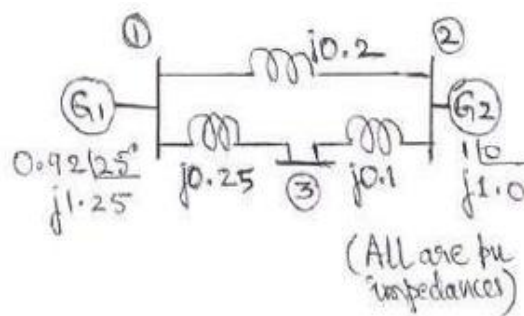 ① ②
j0.2
G1 G2
0.92∠25°
j1.25
j0.25 j0.1
③
1∠0
j1.0
(All are pu
impedances)